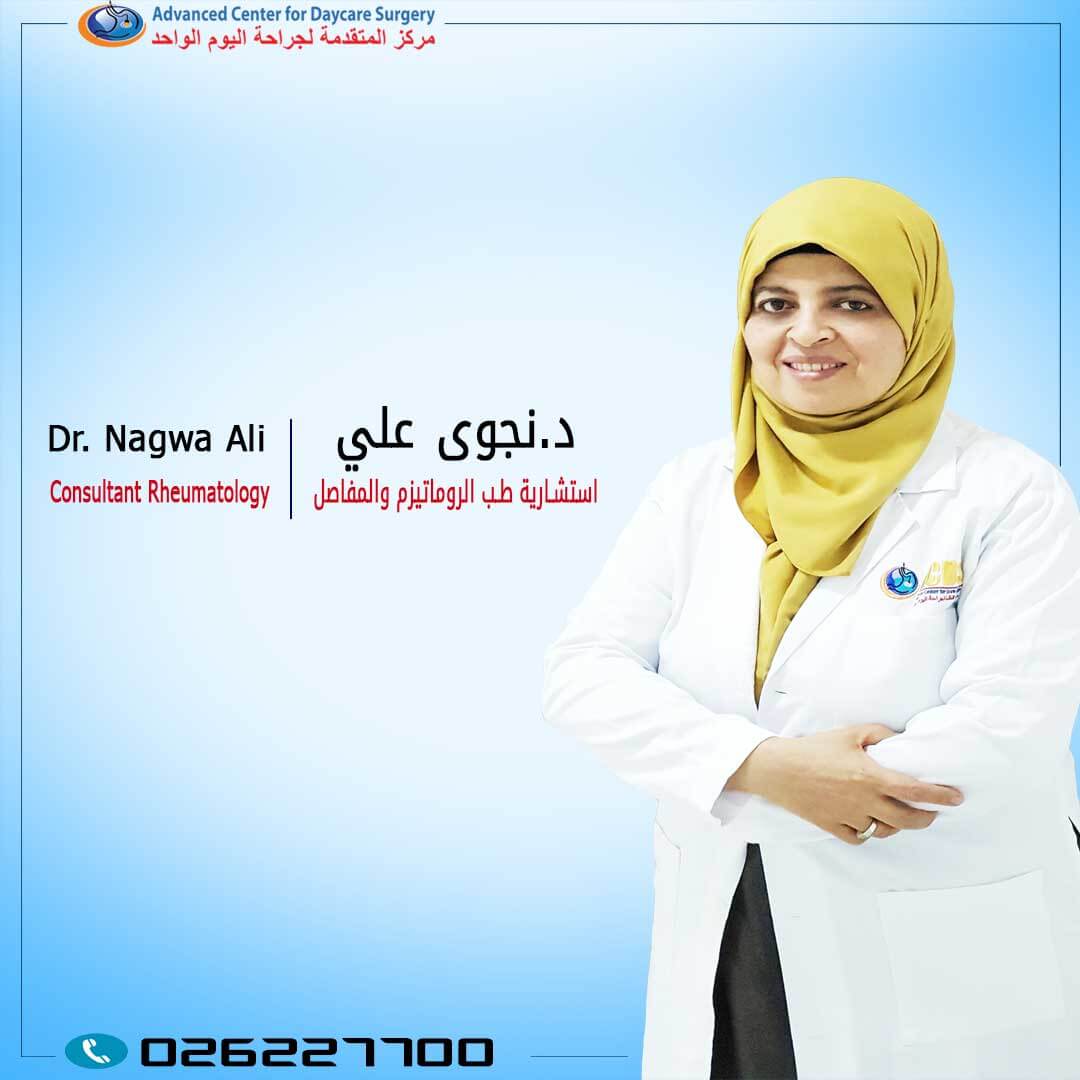 Advanced Center for Daycare Surgery
مركز المتقدمة لجراحة اليوم الواحد
Dr. Nagwa Ali
Consultant Rheumatology
د.نجوى علي
استشارية طب الروماتيزم والمفاصل
026227700